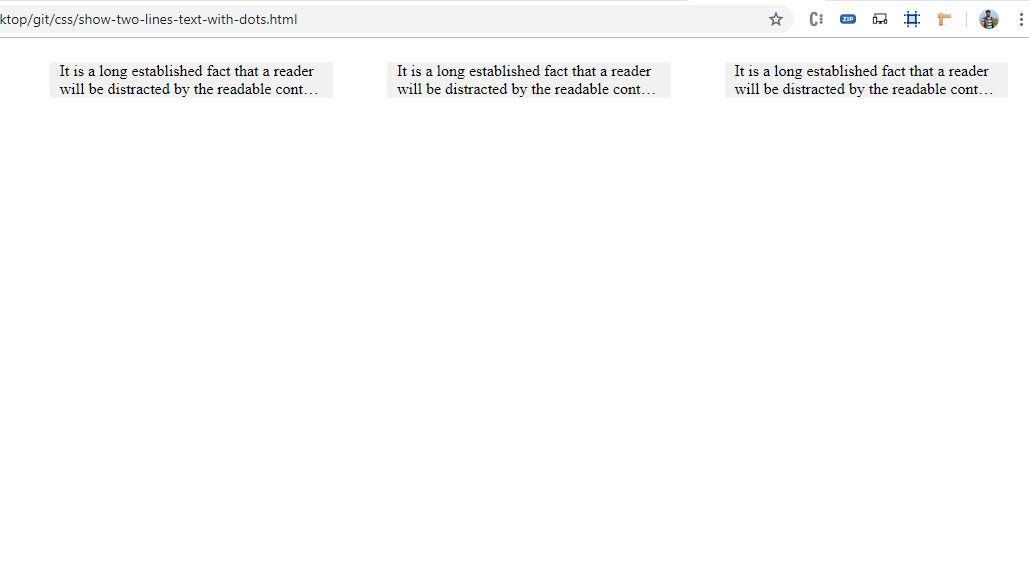 ktop/git/css/show-two-lines-text-with-dots.html
ZIP
It is a long established fact that a reader
will be distracted by the readable cont…
It is a long established fact that a reader
will be distracted by the readable cont…
It is a long established fact that a reader
will be distracted by the readable cont…